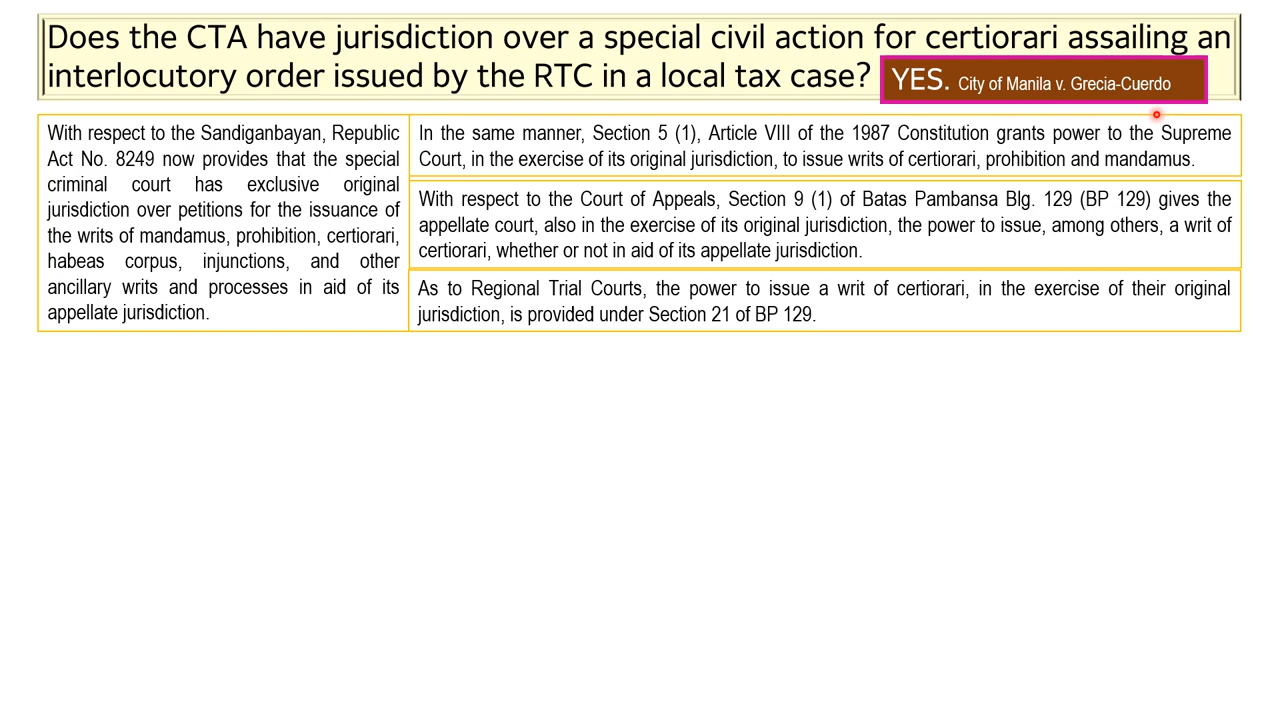 Does the CTA have jurisdiction over a special civil action for certiorari assailing an
interlocutory order issued by the RTC in a local tax case?
YES. City of Manila v. Grecia-Cuerdo
With respect to the Sandiganbayan, Republic
Act No. 8249 now provides that the special
criminal court has exclusive original
jurisdiction over petitions for the issuance of
the writs of mandamus, prohibition, certiorari,
habeas corpus, injunctions, and other
ancillary writs and processes in aid of its
appellate jurisdiction.
In the same manner, Section 5 (1), Article VIII of the 1987 Constitution grants power to the Supreme
Court, in the exercise of its original jurisdiction, to issue writs of certiorari, prohibition and mandamus.
With respect to the Court of Appeals, Section 9 (1) of Batas Pambansa Blg. 129 (BP 129) gives the
appellate court, also in the exercise of its original jurisdiction, the power to issue, among others, a writ of
certiorari, whether or not in aid of its appellate jurisdiction.
As to Regional Trial Courts, the power to issue a writ of certiorari, in the exercise of their original
jurisdiction, is provided under Section 21 of BP 129.